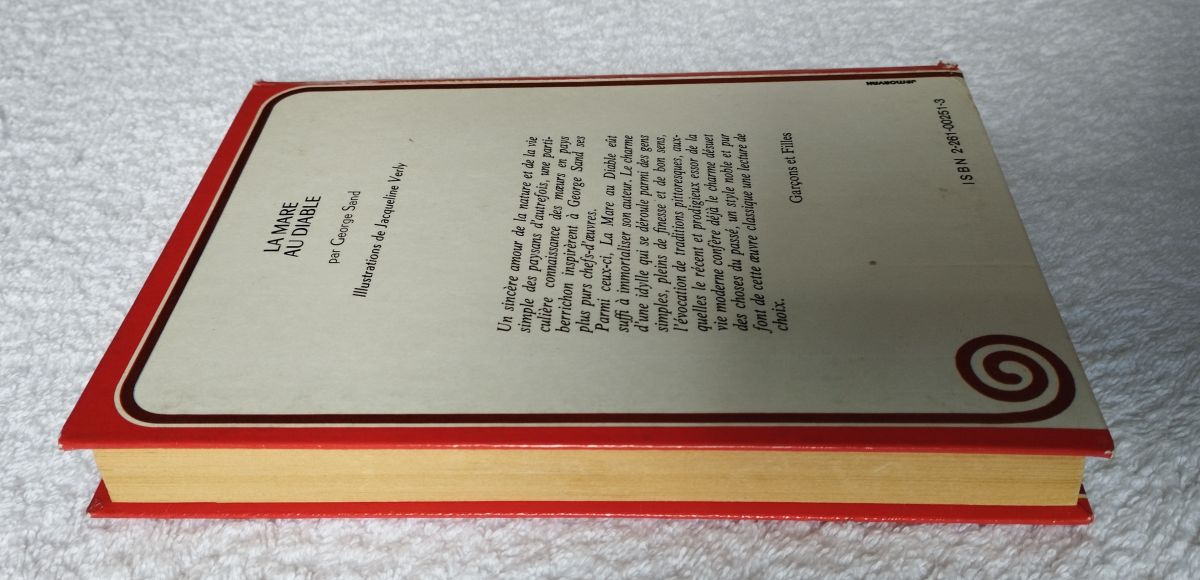 LA MARE
AU DIABLE
par George Sand
Illustrations de Jacqueline Verly
Un sincère amour de la nature et de la vie
simple des paysans d'autrefois, une parti-
culière connaissance des mœurs en pays
berrichon inspirèrent à George Sand ses
plus purs chefs-d'œuvres.
Parmi ceux-ci, La Mare au Diable eût
suffi à immortaliser son auteur. Le charme
d'une idylle qui se déroule parmi des gens
simples, pleins de finesse et de bon sens,
l'évocation de traditions pittoresques, aux-
quelles le récent et prodigieux essor de la
vie moderne confère déjà le charme désuet
des choses du passé, un style noble et pur
font de cette œuvre classique une lecture de
choix.
Garçons et Filles
ISBN 2-261-00251-3
JP.MORVAN